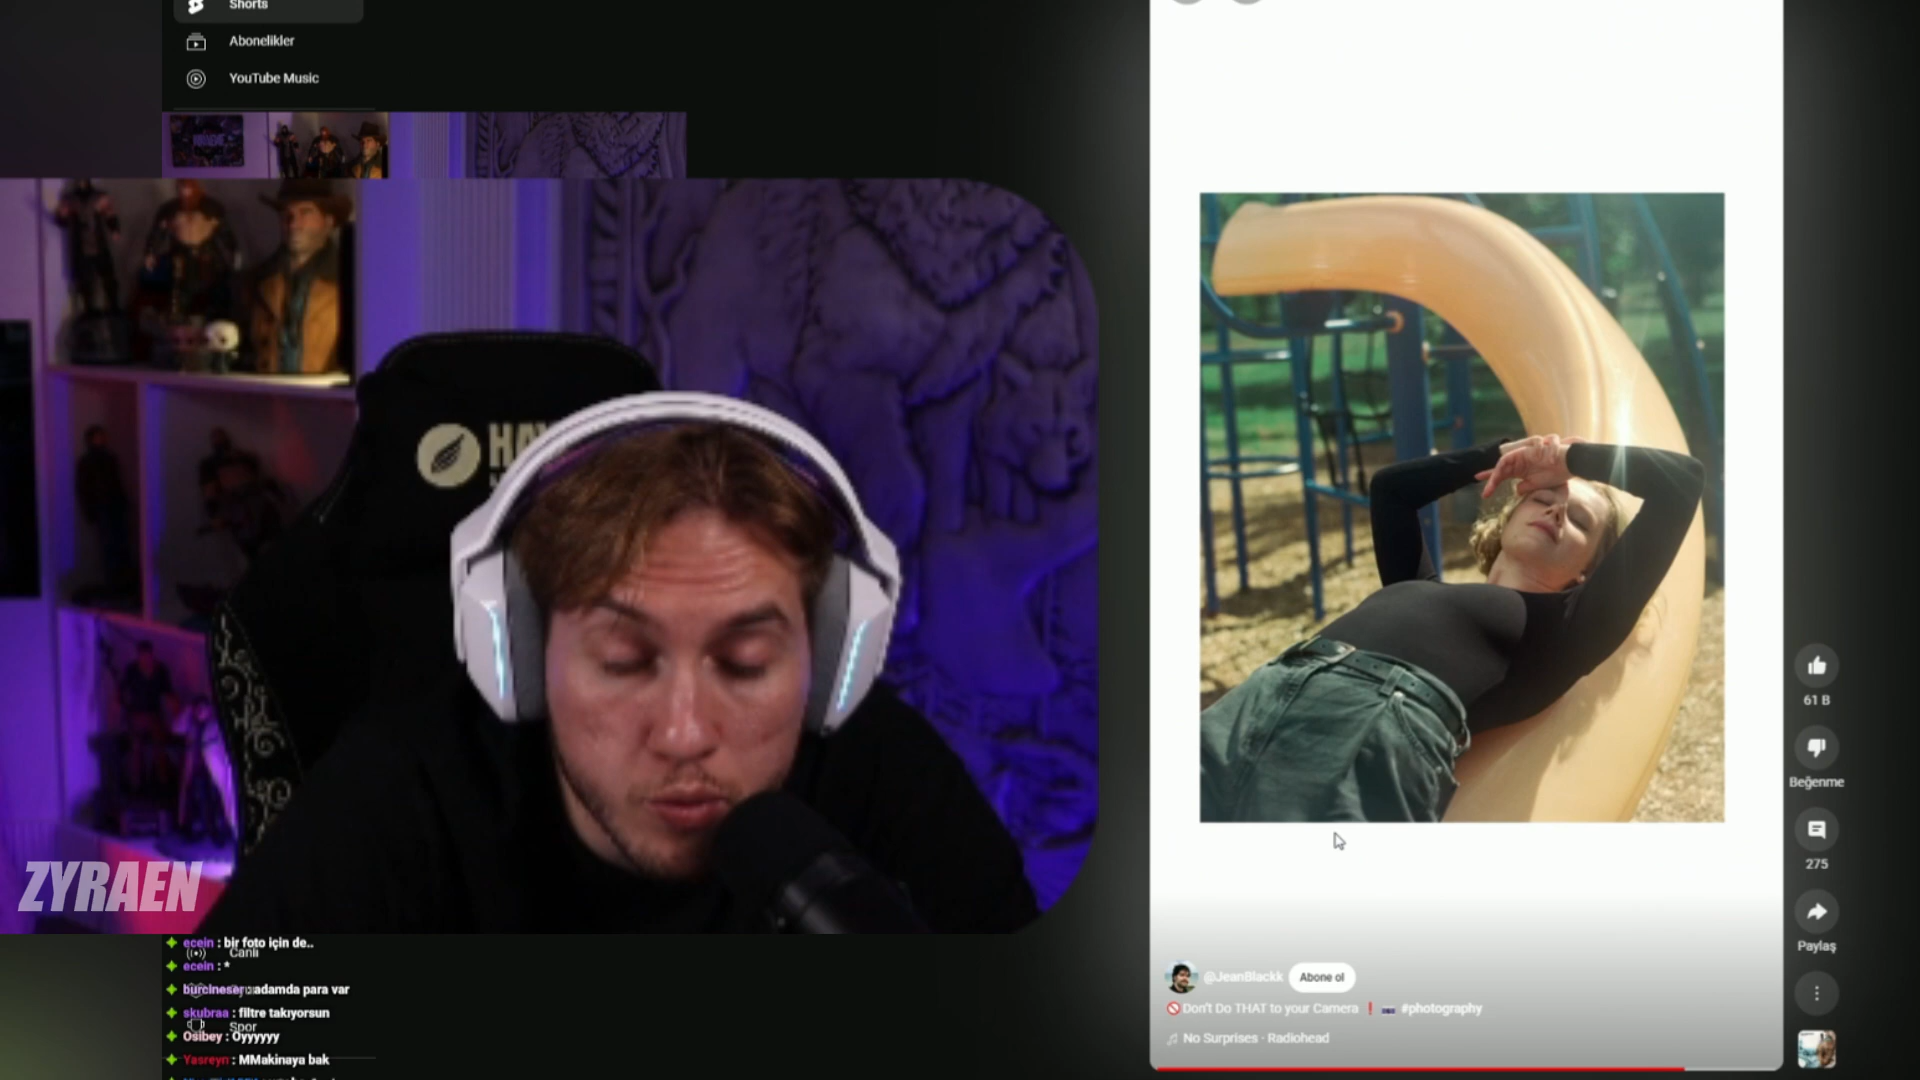 Shorts
Abonelikler
YouTube Music
ZYRAEN
ecein : bir foto için de..
Canlı
ecein : *
burcineser : adamda para var
skubraa : filtre takıyorsun
Spor
Osibey : Oyyyyyy
Yasreyn : MMakinaya bak
61 B
Beğenme
275
Paylaş
@JeanBlackk
Abone ol
🚫Don't Do THAT to your Camera ❗ 📷 #photography
No Surprises · Radiohead